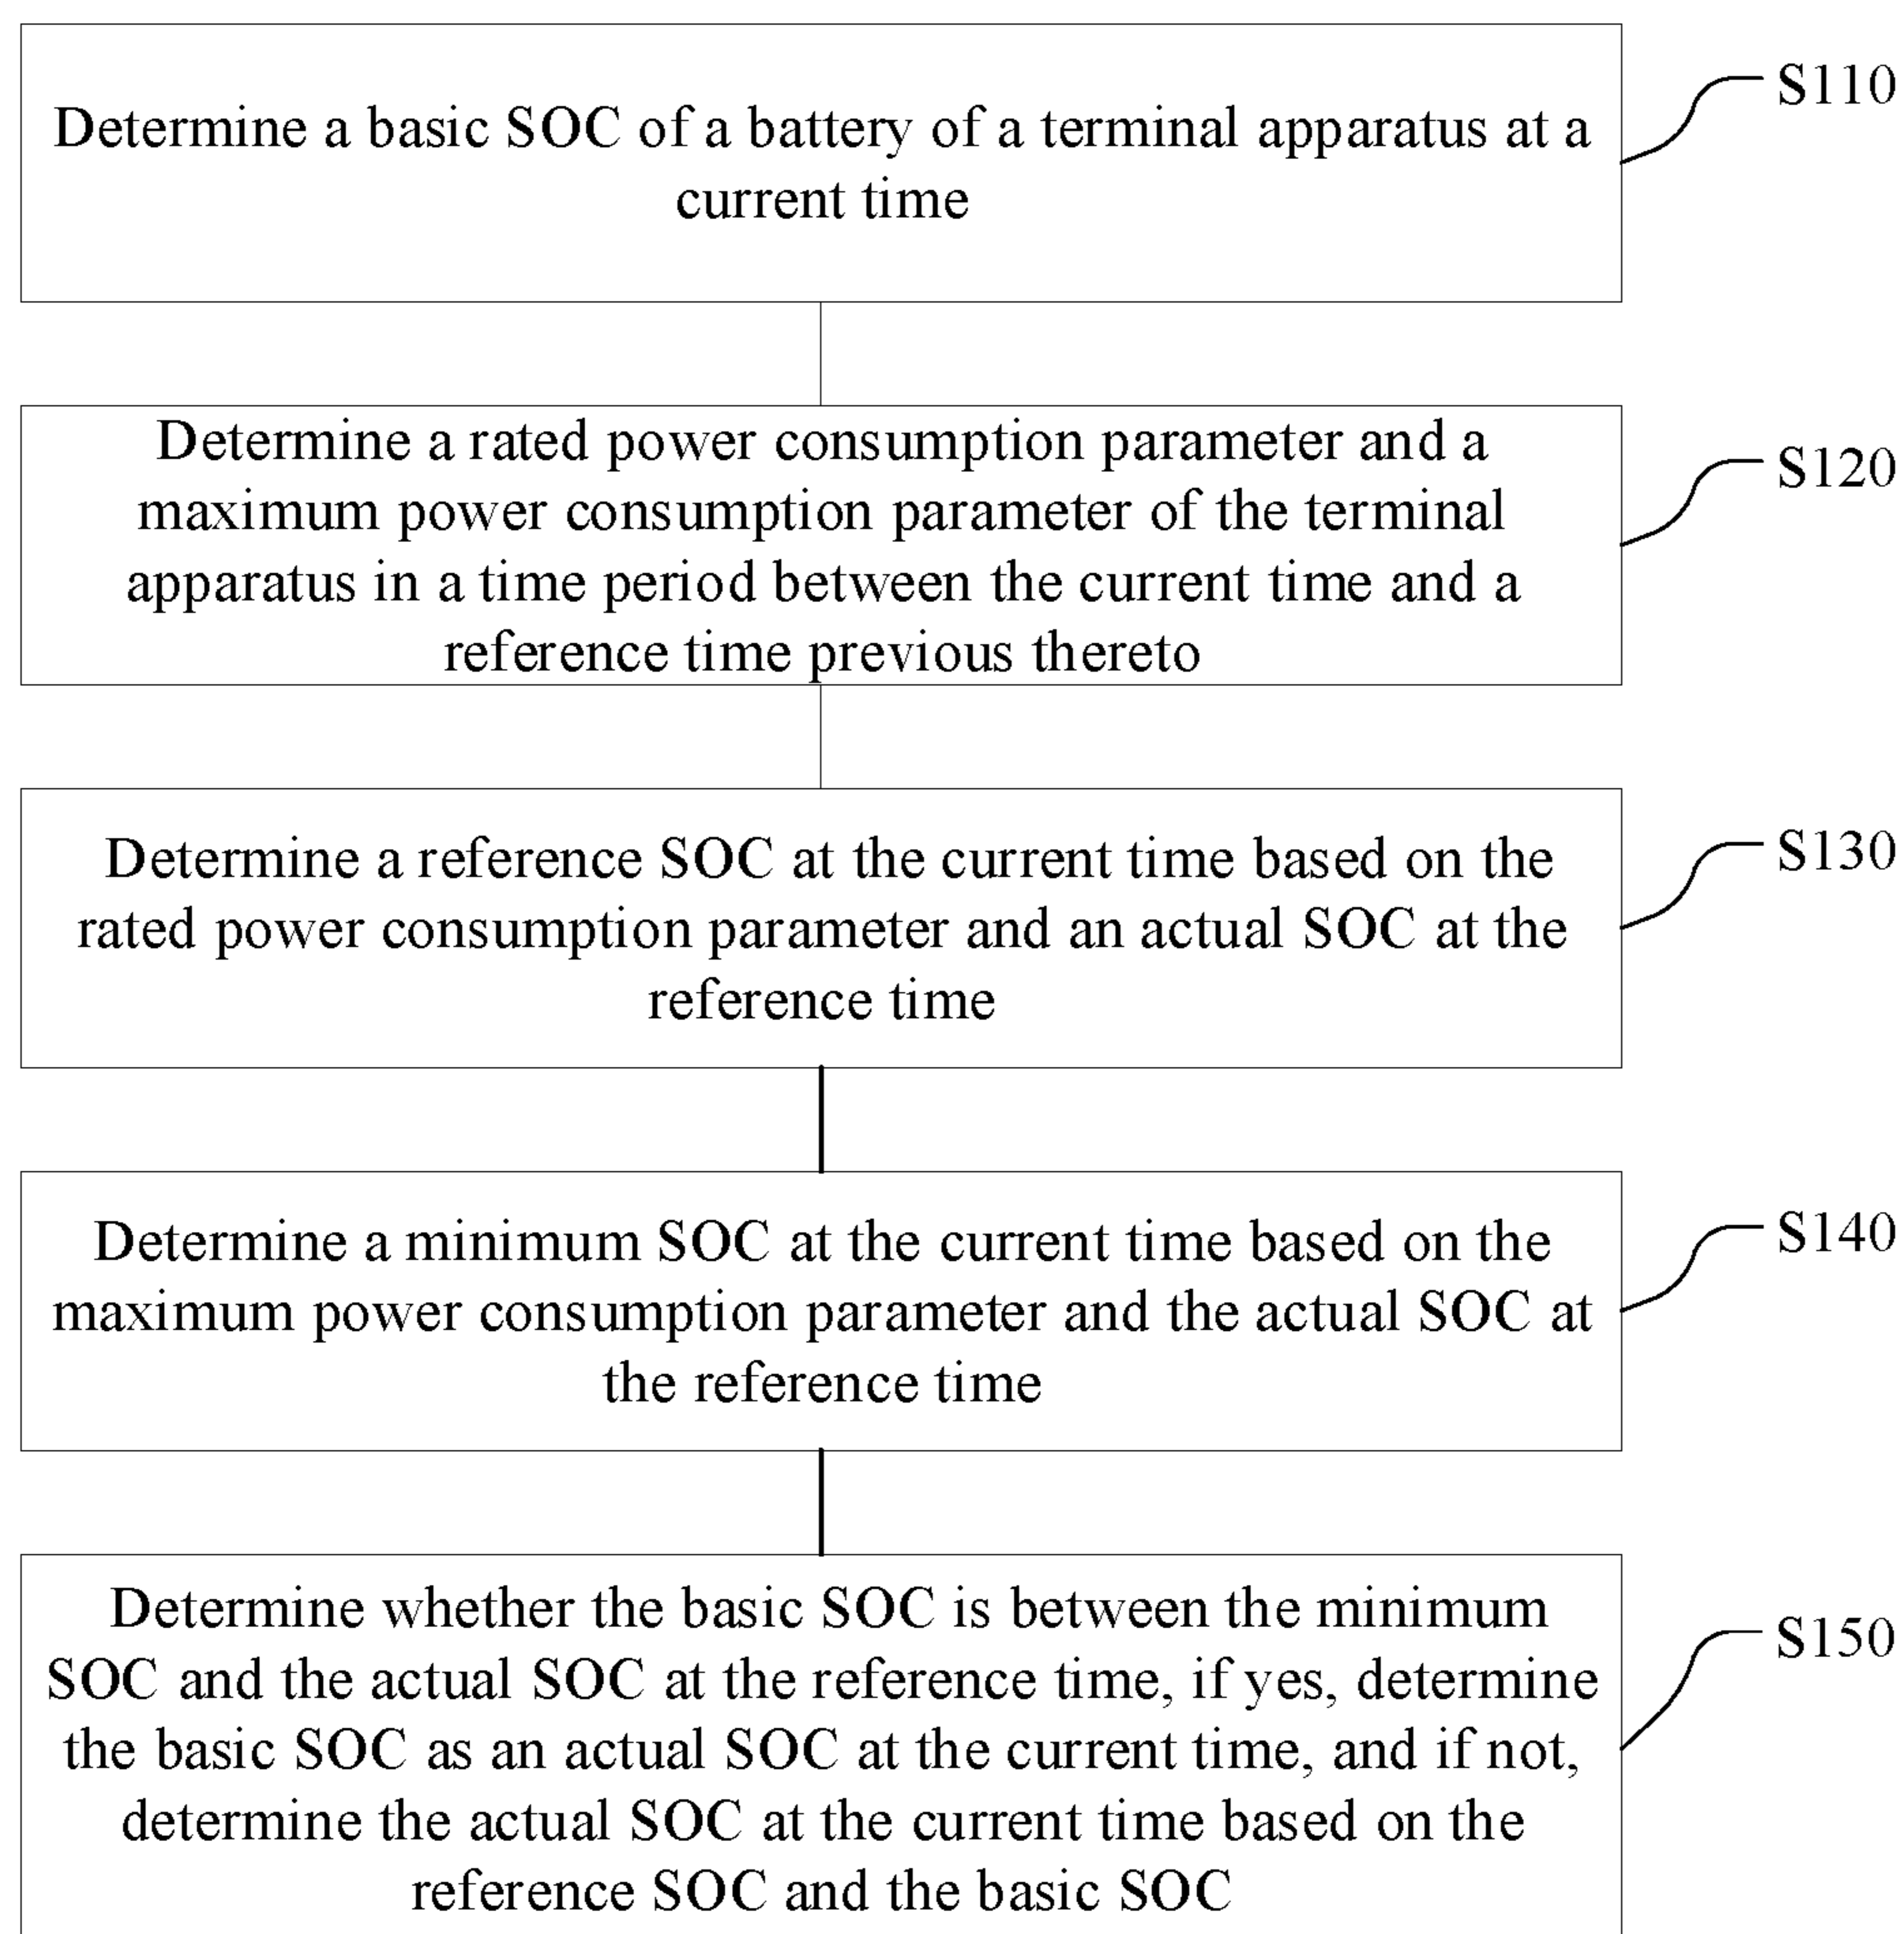 Determine a basic SOC of a battery of a terminal apparatus at a
current time
S110
Determine a rated power consumption parameter and a
maximum power consumption parameter of the terminal
apparatus in a time period between the current time and a
reference time previous thereto
S120
Determine a reference SOC at the current time based on the
rated power consumption parameter and an actual SOC at the
reference time
S130
Determine a minimum SOC at the current time based on the
maximum power consumption parameter and the actual SOC at
the reference time
S140
Determine whether the basic SOC is between the minimum
SOC and the actual SOC at the reference time, if yes, determine
the basic SOC as an actual SOC at the current time, and if not,
determine the actual SOC at the current time based on the
reference SOC and the basic SOC
S150